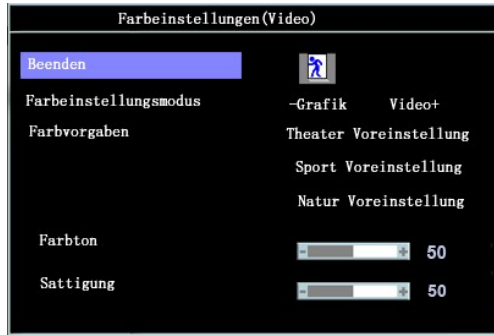 Farbeinstellungen(Video)
Beenden
Farbeinstellungsmodus -Grafik Video+
Farbvorgaben Theater Voreinstellung
Sport Voreinstellung
Natur Voreinstellung
Farbton - + 50
Sattigung - + 50